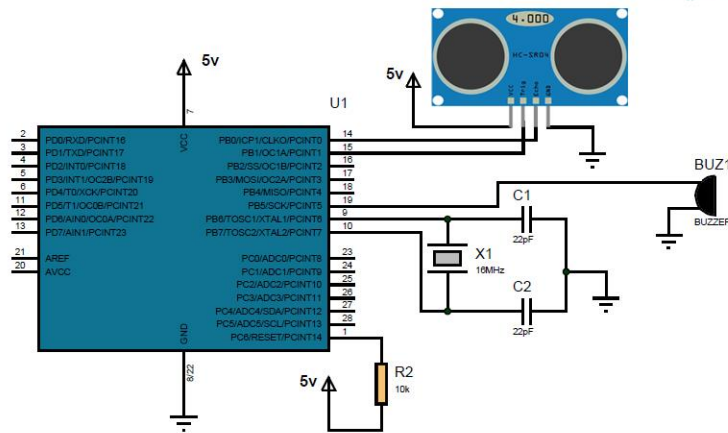 4.000
HC-SR04
VCC
Trig
Echo
GND
5v
5v
7
VCC
U1
2 PD0/RXD/PCINT16
3 PD1/TXD/PCINT17
4 PD2/INT0/PCINT18
5 PD3/INT1/OC2B/PCINT19
6 PD4/T0/XCK/PCINT20
11 PD5/T1/OC0B/PCINT21
12 PD6/AIN0/OC0A/PCINT22
13 PD7/AIN1/PCINT23
21 AREF
20 AVCC
PB0/ICP1/CLKO/PCINT0 14
PB1/OC1A/PCINT1 15
PB2/SS/OC1B/PCINT2 16
PB3/MOSI/OC2A/PCINT3 17
PB4/MISO/PCINT4 18
PB5/SCK/PCINT5 19
PB6/TOSC1/XTAL1/PCINT6 9
PB7/TOSC2/XTAL2/PCINT7 10
PC0/ADC0/PCINT8 23
PC1/ADC1/PCINT9 24
PC2/ADC2/PCINT10 25
PC3/ADC3/PCINT11 26
PC4/ADC4/SDA/PCINT12 27
PC5/ADC5/SCL/PCINT13 28
PC6/RESET/PCINT14 1
GND
8/22
BUZ1
BUZZER
C1
22pF
X1
16MHz
C2
22pF
5v
R2
10k